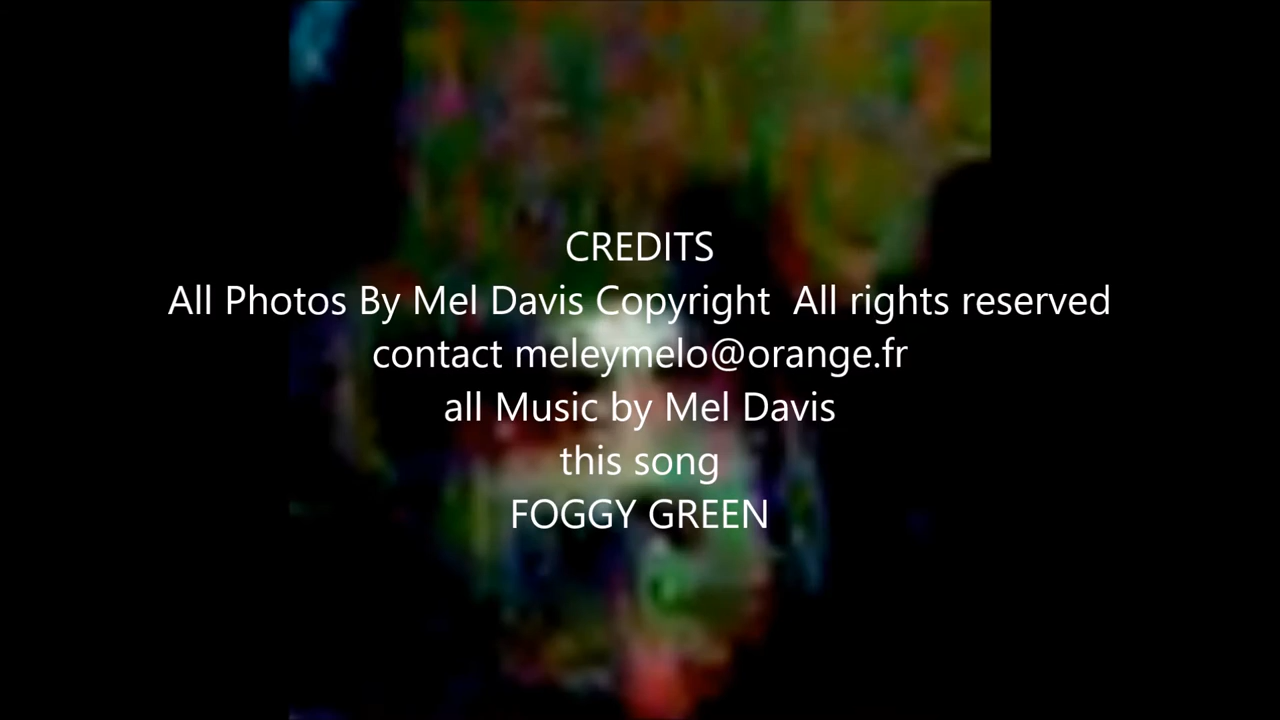 CREDITS
All Photos By Mel Davis Copyright  All rights reserved
contact meleymelo@orange.fr
all Music by Mel Davis
this song
FOGGY GREEN